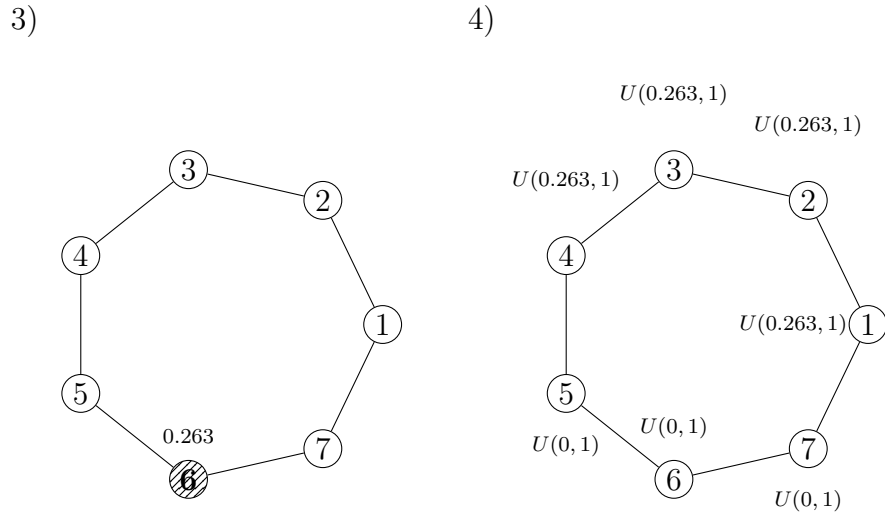 3)
3
2
4
1
5
0.263
7
6
4)
U(0.263, 1)
U(0.263, 1)
U(0.263, 1)
3
2
4
U(0.263, 1)
1
5
U(0, 1)
U(0, 1)
7
6
U(0, 1)